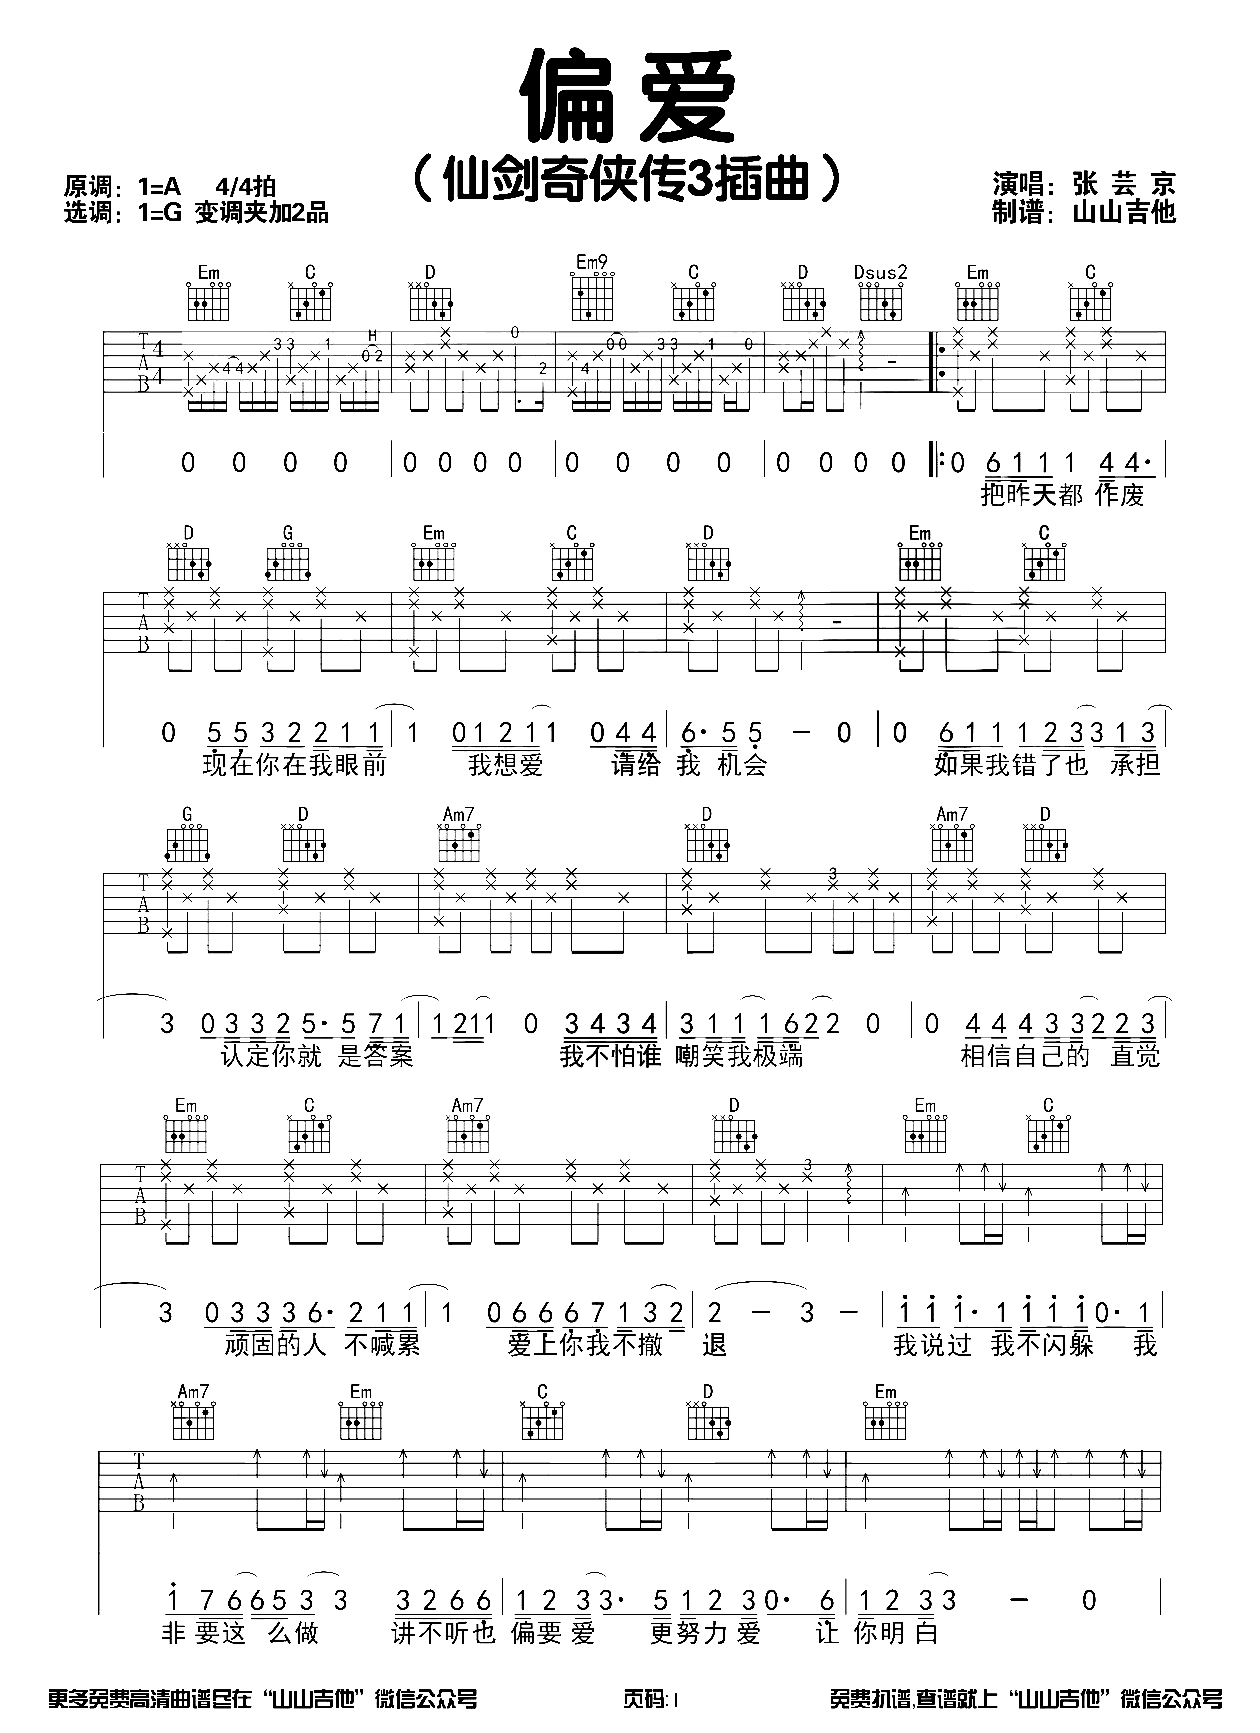 偏爱
（仙剑奇侠传3插曲）
原调：1=A 4/4拍
选调：1=G 变调夹加2品
演唱：张芸京
制谱：山山吉他
Em C D Em9 C D Dsus2 Em C
0 0 0 0 0 0 0 0 0 0 0 0 0 0 0 0 0 6 1 1 1 4 4·
把昨天都 作废
D G Em C D Em C
0 5 5 3 2 2 1 1 1 1 0 1 2 1 1 0 4 4 6· 5 5 － 0 0 6 1 1 1 2 3 3 1 3
现在你在我眼前 我想爱 请给 我 机会 如果我错了也 承担
G D Am7 D Am7 D
3 0 3 3 2 5· 5 7 1 1 2 1 1 0 3 4 3 4 3 1 1 1 6 2 2 0 0 4 4 4 3 3 2 2 3
认定你就 是答案 我不怕谁 嘲笑我极端 相信自己的 直觉
Em C Am7 D Em C
3 0 3 3 3 6· 2 1 1 1 0 6 6 6 7 1 3 2 2 － 3 － 1 1 1· 1 1 1 1 0· 1
顽固的人 不喊累 爱上你我不撤 退 我说过 我不闪躲 我
Am7 Em C D Em
1 7 6 6 5 3 3 3 2 6 6 1 2 3 3· 5 1 2 3 0· 6 1 2 3 3 － 0
非要这 么做 讲不听也 偏要爱 更努力爱 让 你明白
更多免费高清曲谱尽在“山山吉他”微信公众号 页码:1 免费扒谱,查谱就上“山山吉他”微信公众号